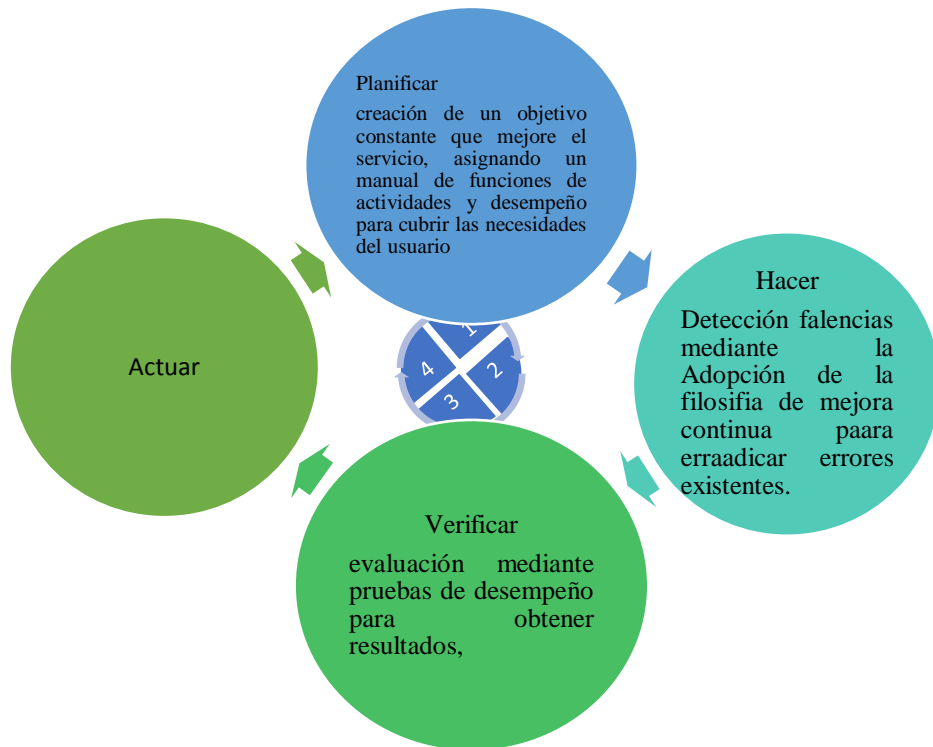 Planificar
creación de un objetivo
constante que mejore el
servicio, asignando un
manual de funciones de
actividades y desempeño
para cubrir las necesidades
del usuario
Hacer
Detección falencias
mediante la
Adopción de la
filosifia de mejora
continua paara
erraadicar errores
existentes.
Actuar
1
4
2
3
Verificar
evaluación mediante
pruebas de desempeño
para obtener
resultados,